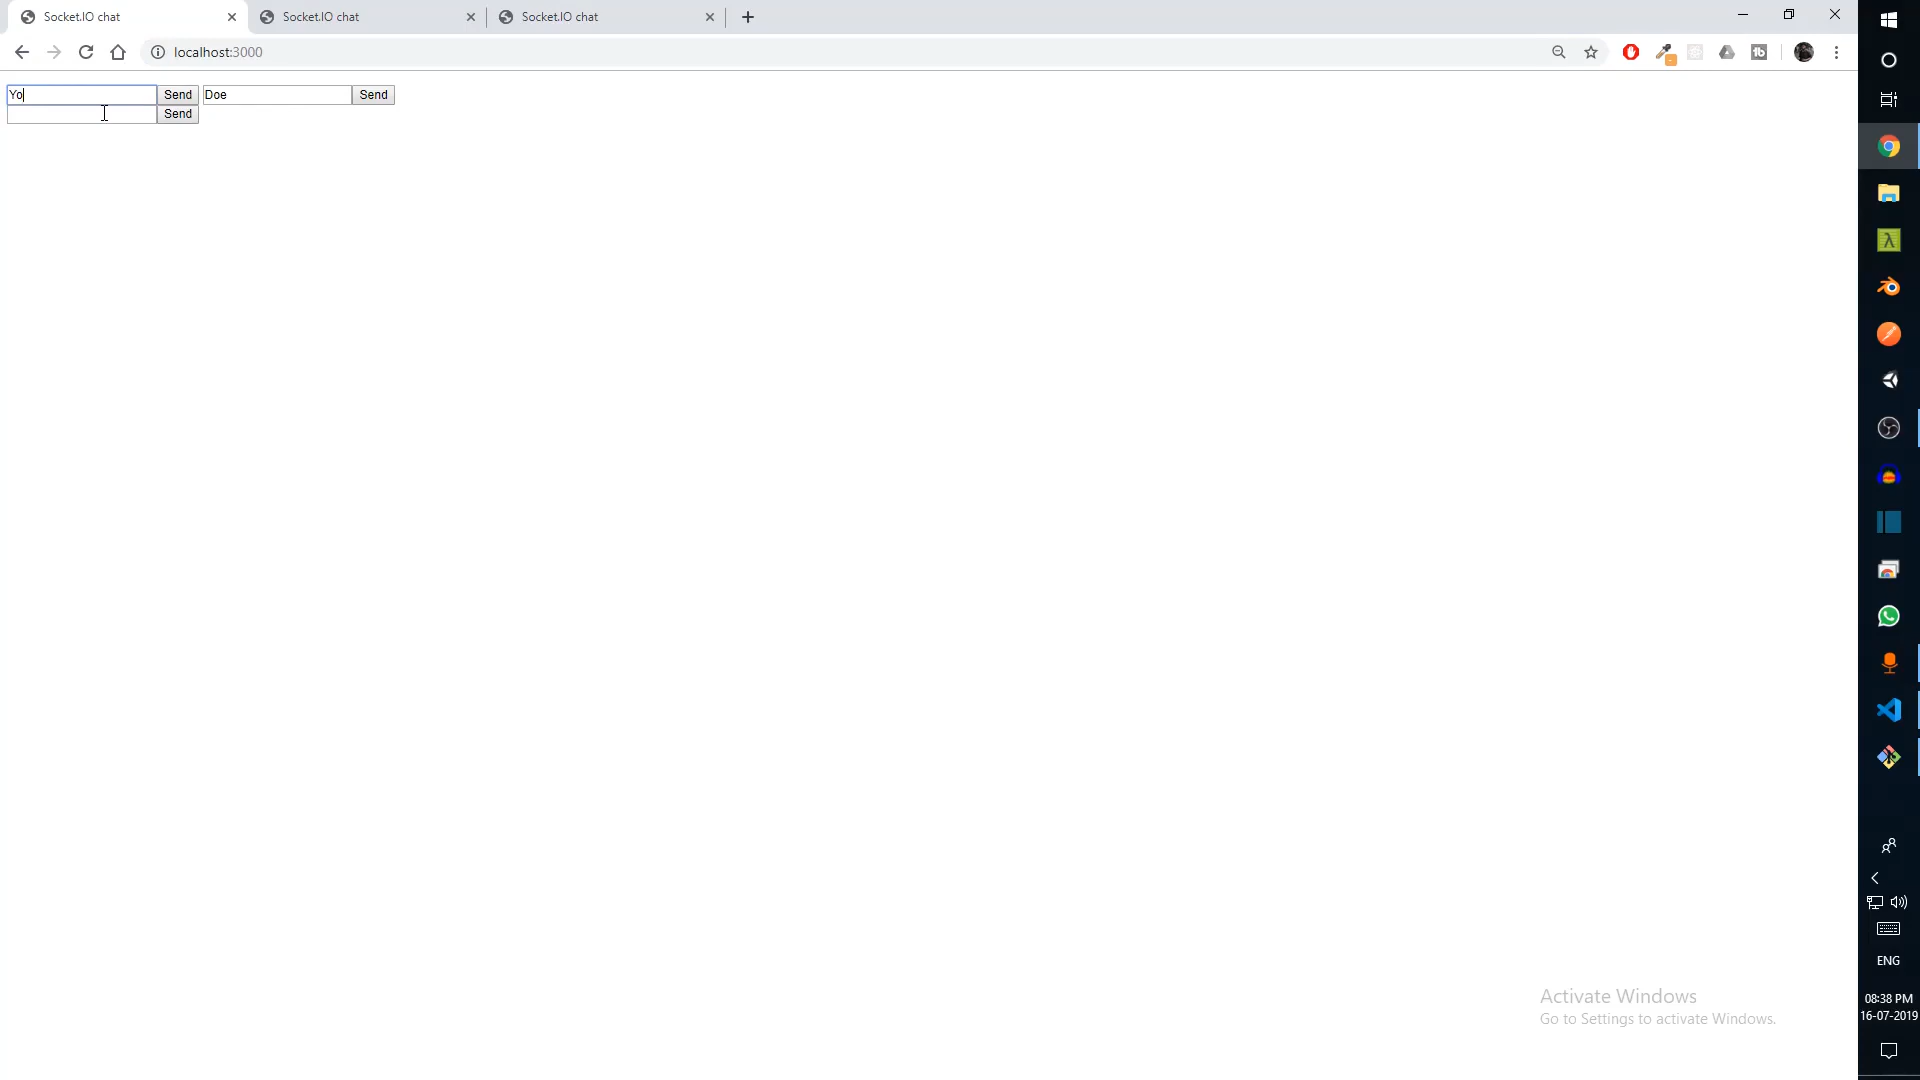 Socket.IO chat
Socket.IO chat
Socket.IO chat
localhost:3000
Yo Send Doe Send
Send
Activate Windows
Go to Settings to activate Windows.
ENG
08:38 PM
16-07-2019